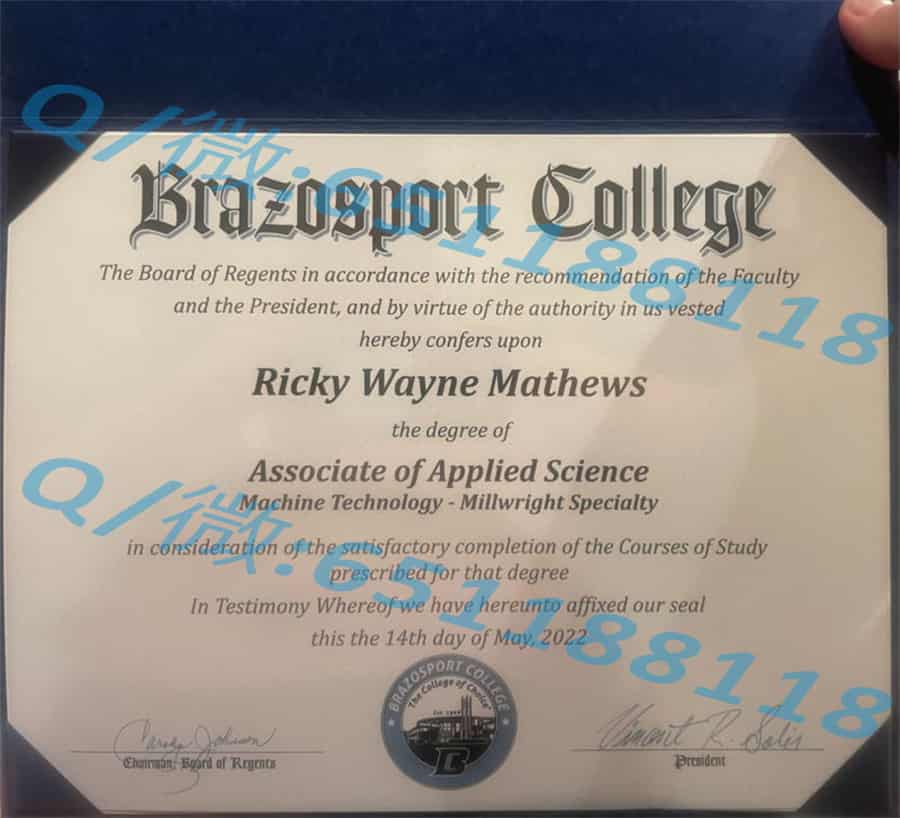 Brazosport College
The Board of Regents in accordance with the recommendation of the Faculty
and the President, and by virtue of the authority in us vested
hereby confers upon
Ricky Wayne Mathews
the degree of
Associate of Applied Science
Machine Technology - Millwright Specialty
in consideration of the satisfactory completion of the Courses of Study
prescribed for that degree
In Testimony Whereof we have hereunto affixed our seal
this the 14th day of May, 2022
BRAZOSPORT COLLEGE
The College of Choice
B
Chairman, Board of Regents
Vincent R. Solis
President
Q/微:651188118
Q/微:651188118